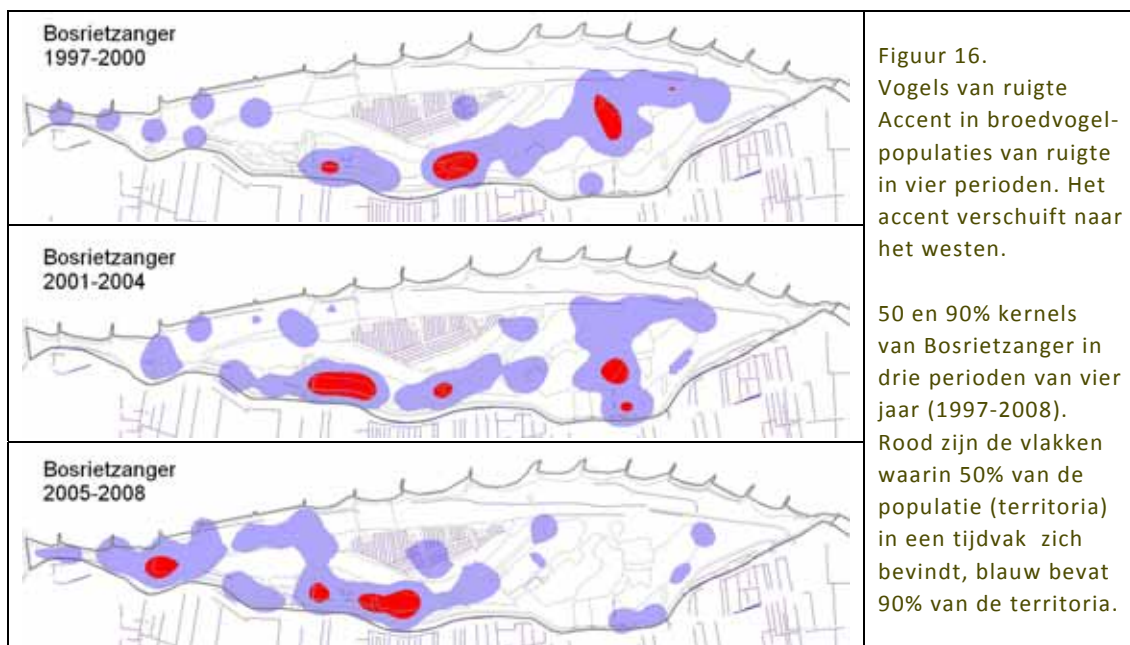 Bosrietzanger
1997-2000
Bosrietzanger
2001-2004
Bosrietzanger
2005-2008
Figuur 16.
Vogels van ruigte
Accent in broedvogel-
populaties van ruigte
in vier perioden. Het
accent verschuift naar
het westen.
50 en 90% kernels
van Bosrietzanger in
drie perioden van vier
jaar (1997-2008).
Rood zijn de vlakken
waarin 50% van de
populatie (territoria)
in een tijdvak zich
bevindt, blauw bevat
90% van de territoria.